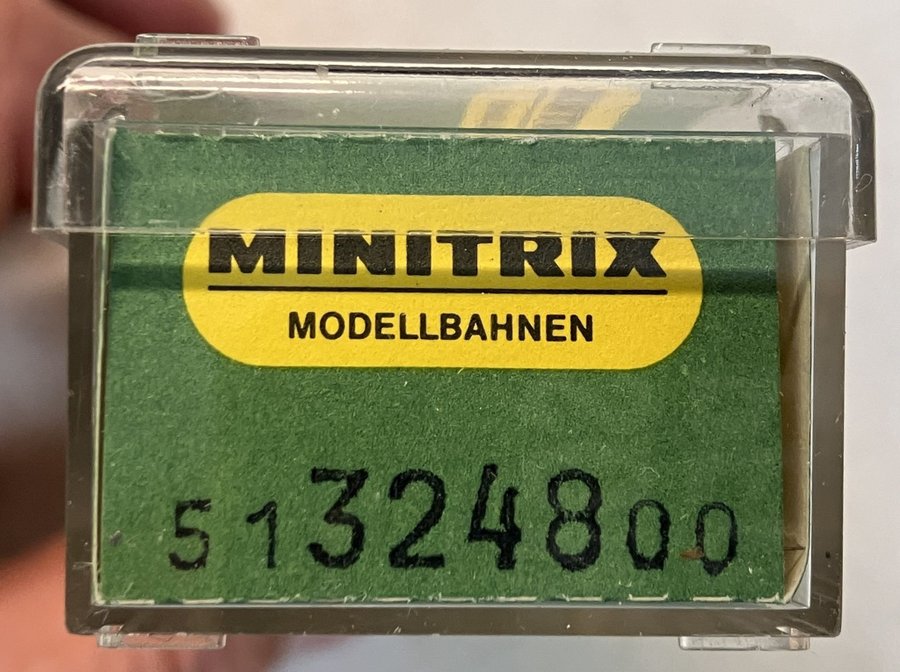 MINITRIX
MODELLBAHNEN
51324800